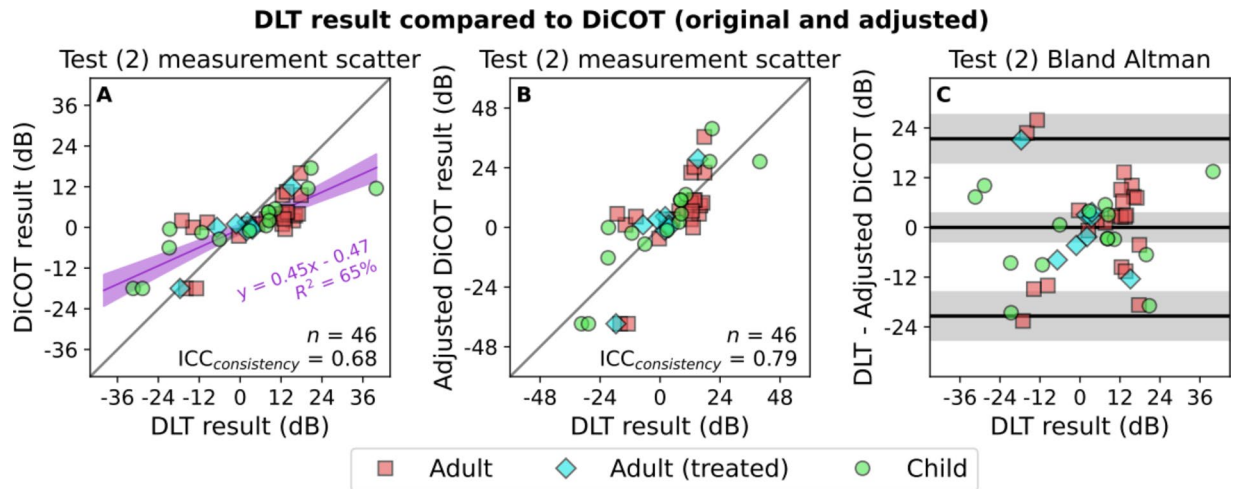 DLT result compared to DiCOT (original and adjusted)
Test (2) measurement scatter
A
DiCOT result (dB)
36
24
12
0
-12
-24
-36
y = 0.45x - 0.47
R² = 65%
n = 46
ICCconsistency = 0.68
-36 -24 -12 0 12 24 36
DLT result (dB)
Test (2) measurement scatter
B
Adjusted DiCOT result (dB)
48
24
0
-24
-48
n = 46
ICCconsistency = 0.79
-48 -24 0 24 48
DLT result (dB)
Test (2) Bland Altman
C
DLT - Adjusted DiCOT (dB)
24
12
0
-12
-24
-36 -24 -12 0 12 24 36
DLT result (dB)
Adult Adult (treated) Child